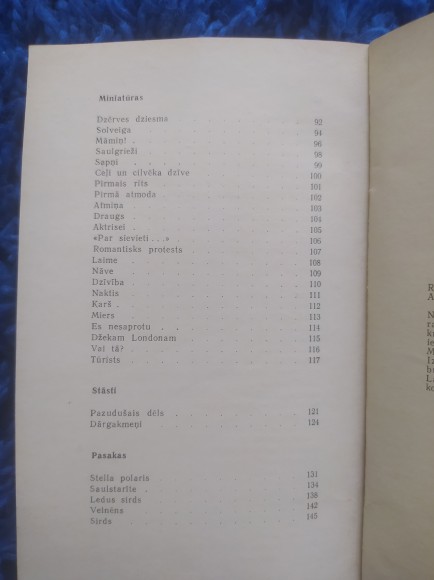 Miniatūras
Dzērves dziesma . . . . . . . . 92
Solveiga . . . . . . . . 94
Māmiņ! . . . . . . . . 96
Saulgrieži . . . . . . . . 98
Sapņi . . . . . . . . 99
Ceļi un cilvēka dzīve . . . . . . . . 100
Pirmais rīts . . . . . . . . 101
Pirmā atmoda . . . . . . . . 102
Atmiņa . . . . . . . . 103
Draugs . . . . . . . . 104
Aktrisei . . . . . . . . 105
«Par sievieti...» . . . . . . . . 106
Romantisks protests . . . . . . . . 107
Laime . . . . . . . . 108
Nāve . . . . . . . . 109
Dzīvība . . . . . . . . 110
Naktis . . . . . . . . 111
Karš . . . . . . . . 112
Miers . . . . . . . . 113
Es nesaprotu . . . . . . . . 114
Džekam Londonam . . . . . . . . 115
Vai tā? . . . . . . . . 116
Tūrists . . . . . . . . 117
Stāsti
Pazudušais dēls . . . . . . . . 121
Dārgakmeņi . . . . . . . . 124
Pasakas
Stella polaris . . . . . . . . 131
Saulstarīte . . . . . . . . 134
Ledus sirds . . . . . . . . 138
Velnēns . . . . . . . . 142
Sirds . . . . . . . . 145